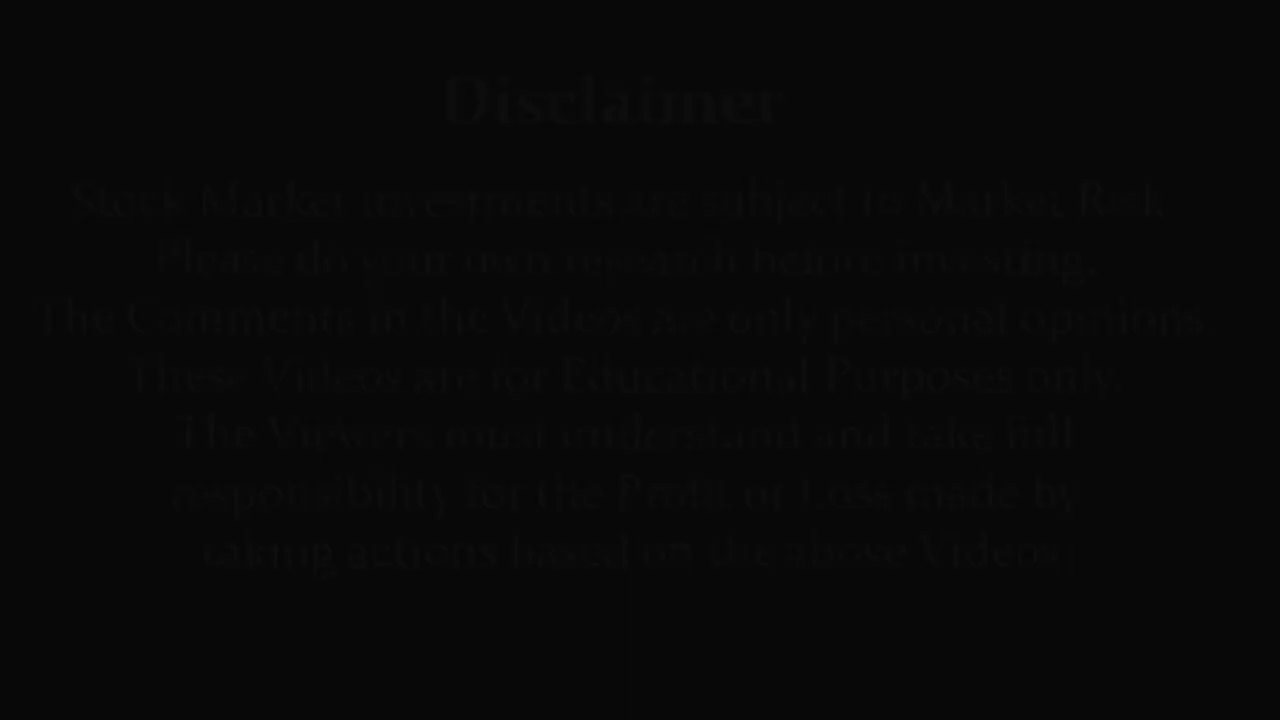 Disclaimer
Stock Market investments are subject to Market Risk
Please do your own research before investing.
The Comments in the Videos are only personal opinions.
These Videos are for Educational Purposes only.
The Viewers must understand and take full
responsibility for the Profit or Loss made by
taking actions based on the above Videos